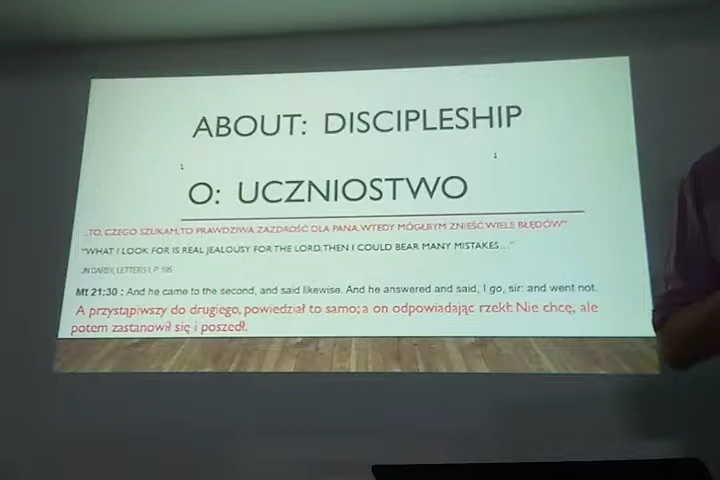 ABOUT: DISCIPLESHIP
O: UCZNIOSTWO
„TO, CZEGO SZUKAM, TO PRAWDZIWA ZAZDROŚĆ DLA PANA, WTEDY MÓGŁBYM ZNIEŚĆ WIELE BŁĘDÓW"
"WHAT I LOOK FOR IS REAL JEALOUSY FOR THE LORD, THEN I COULD BEAR MANY MISTAKES…"
JN DARBY, LETTERS I, P. 195
Mt 21:30 : And he came to the second, and said likewise. And he answered and said, I go, sir: and went not.
A przystąpiwszy do drugiego, powiedział to samo; a on odpowiadając rzekł: Nie chcę, ale
potem zastanowił się i poszedł.